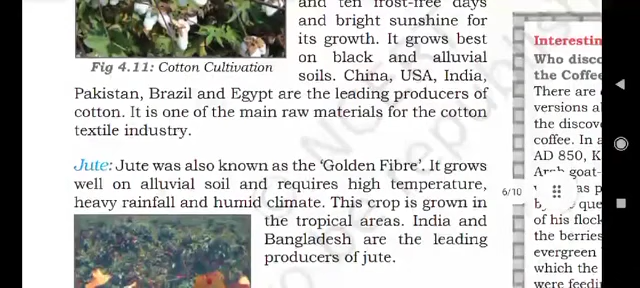 and ten frost-free days
and bright sunshine for
its growth. It grows best
on black and alluvial
soils. China, USA, India,
Fig 4.11: Cotton Cultivation
Pakistan, Brazil and Egypt are the leading producers of
cotton. It is one of the main raw materials for the cotton
textile industry.
Jute: Jute was also known as the 'Golden Fibre'. It grows
well on alluvial soil and requires high temperature,
heavy rainfall and humid climate. This crop is grown in
the tropical areas. India and
Bangladesh are the leading
producers of jute.
Interesting
Who disco
the Coffee
There are
versions a
the discov
coffee. In a
AD 850, K
Arab goat-
as p
que
of his flock
the berries
evergreen
which the
were feedi
6/10